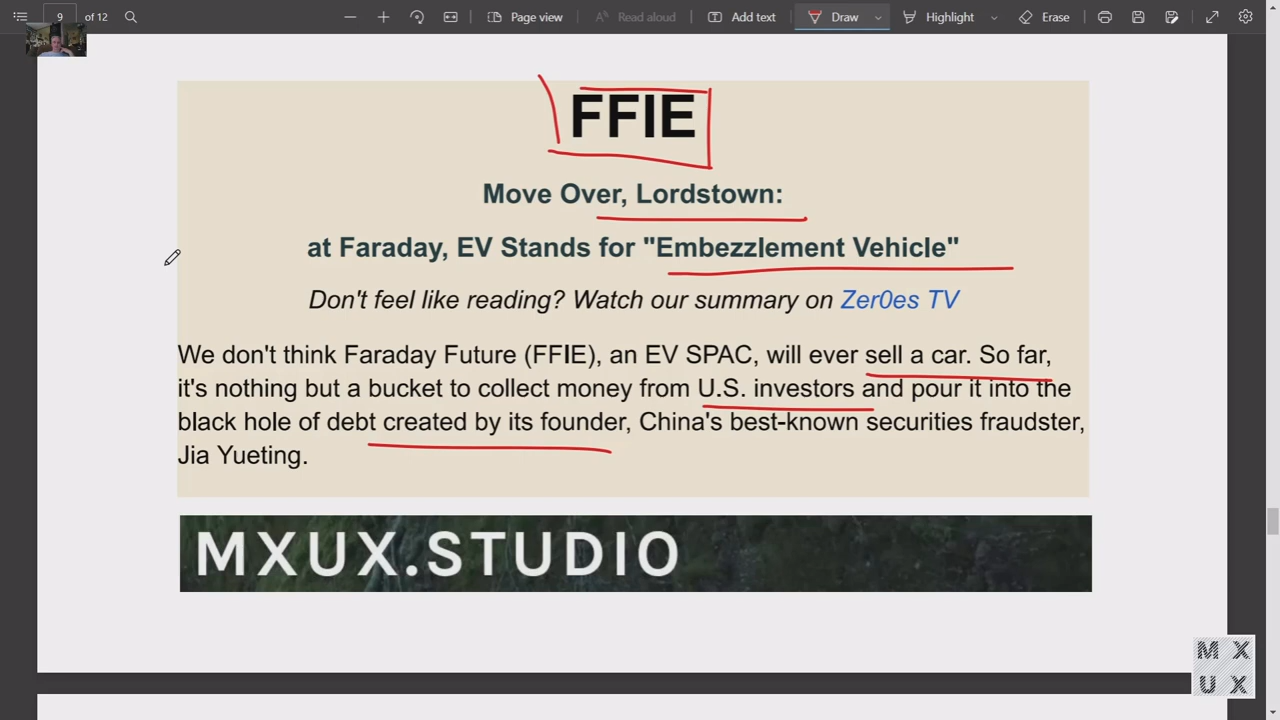 9 of 12 Page view Read aloud Add text Draw Highlight Erase
FFIE
Move Over, Lordstown:
at Faraday, EV Stands for "Embezzlement Vehicle"
Don't feel like reading? Watch our summary on Zer0es TV
We don't think Faraday Future (FFIE), an EV SPAC, will ever sell a car. So far,
it's nothing but a bucket to collect money from U.S. investors and pour it into the
black hole of debt created by its founder, China's best-known securities fraudster,
Jia Yueting.
MXUX.STUDIO
M X
U X